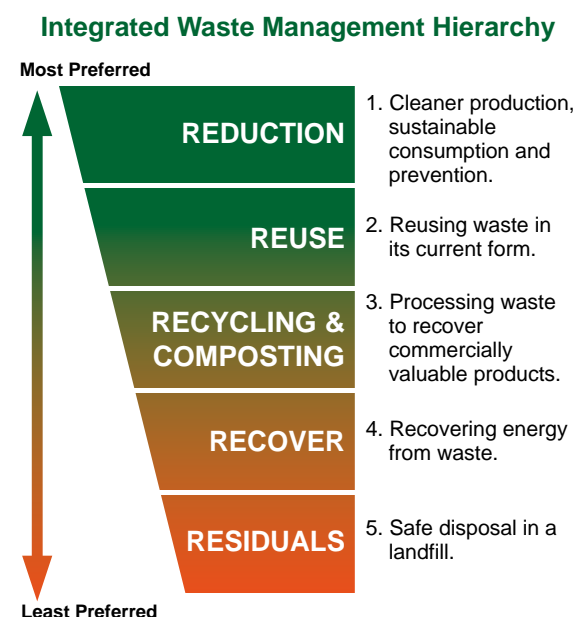 Integrated Waste Management Hierarchy
Most Preferred
REDUCTION
1. Cleaner production,
sustainable
consumption and
prevention.
REUSE
2. Reusing waste in
its current form.
RECYCLING &
COMPOSTING
3. Processing waste
to recover
commercially
valuable products.
RECOVER
4. Recovering energy
from waste.
RESIDUALS
5. Safe disposal in a
landfill.
Least Preferred